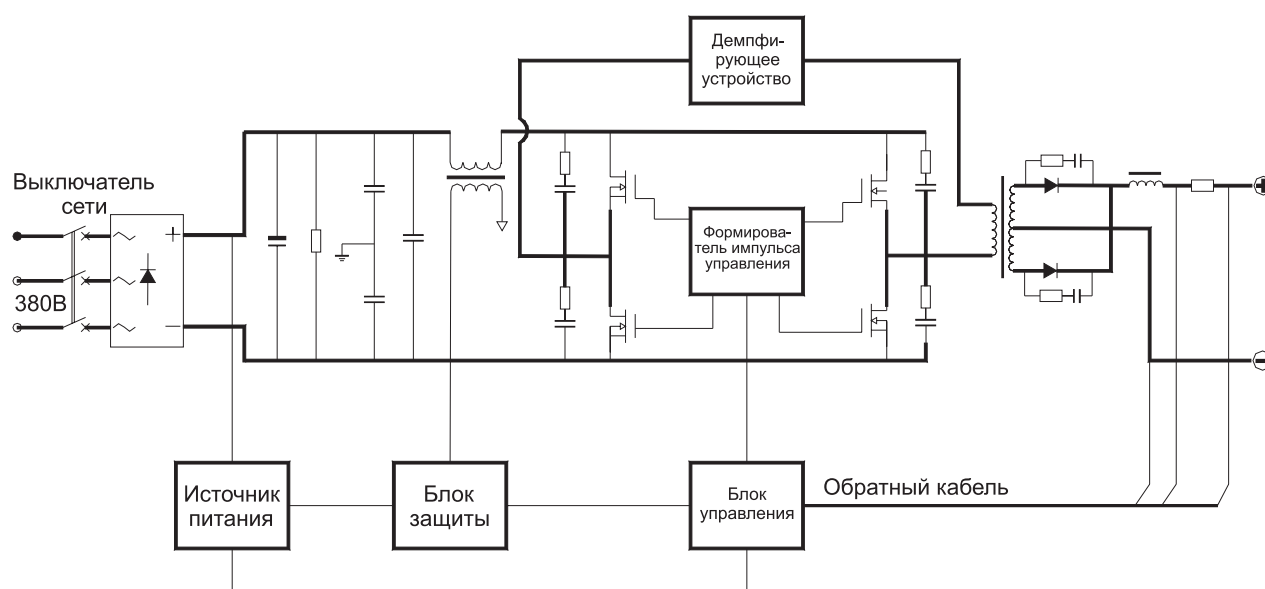 Демпфи-
рующее
устройство
Выключатель
сети
380В
+
−
Формирова-
тель импульса
управления
+
−
Источник
питания
Блок
защиты
Блок
управления
Обратный кабель